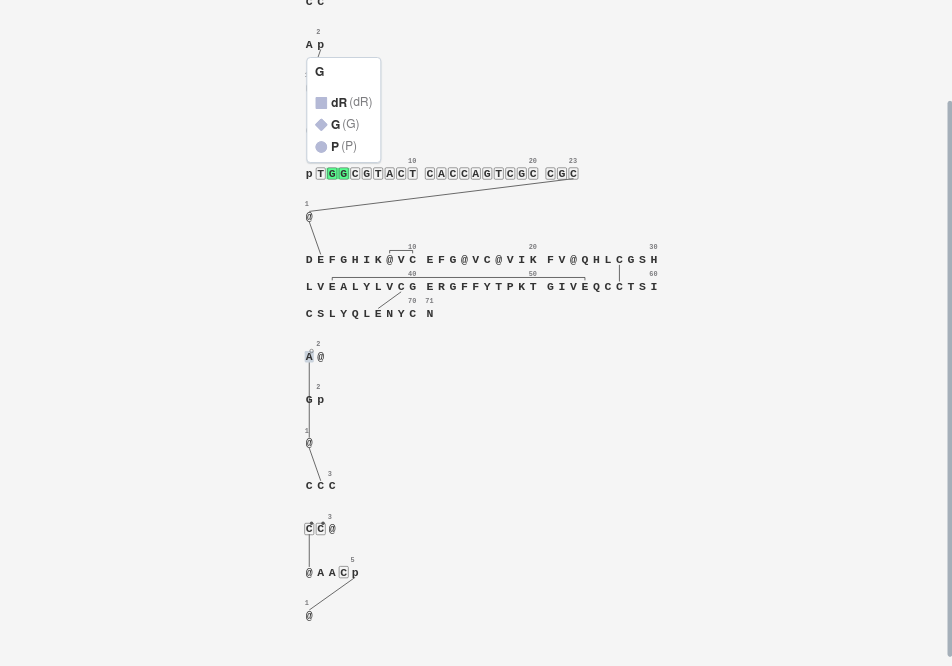 C C
2
A p
G
dR (dR)
G (G)
P (P)
10 20 23
p T G G C G T A C T C A C C A G T C G C C G C
1
@
10 20 30
D E F G H I K @ V C E F G @ V C @ V I K F V @ Q H L C G S H
40 50 60
L V E A L Y L V C G E R G F F Y T P K T G I V E Q C C T S I
70 71
C S L Y Q L E N Y C N
2
A @
2
G p
1
@
3
C C C
3
C C @
5
@ A A C p
1
@